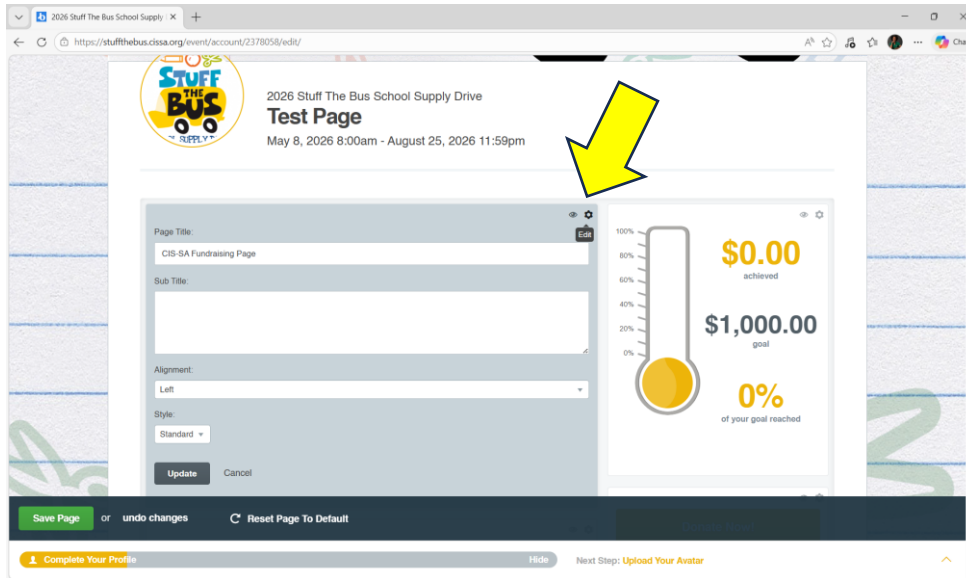 2026 Stuff The Bus School Supply
https://stuffthebus.cissa.org/event/account/2378058/edit/
STUFF
THE
BUS
2026 Stuff The Bus School Supply Drive
Test Page
May 8, 2026 8:00am - August 25, 2026 11:59pm
Edit
Page Title:
CIS-SA Fundraising Page
Sub Title:
Alignment:
Left
Style:
Standard
Update Cancel
100%
80%
60%
40%
20%
0%
$0.00
achieved
$1,000.00
goal
0%
of your goal reached
Save Page or undo changes Reset Page To Default
Complete Your Profile Hide Next Step: Upload Your Avatar